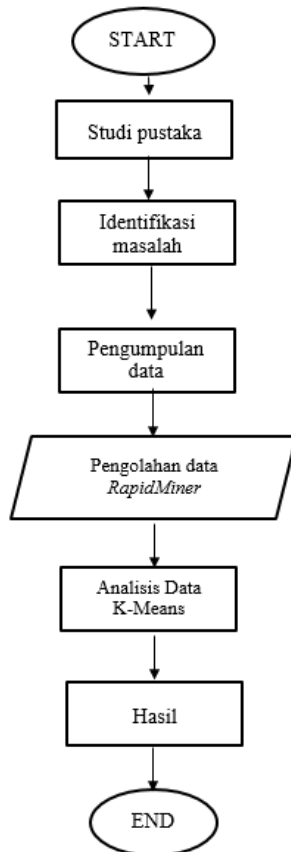 START
Studi pustaka
Identifikasi
masalah
Pengumpulan
data
Pengolahan data
RapidMiner
Analisis Data
K-Means
Hasil
END